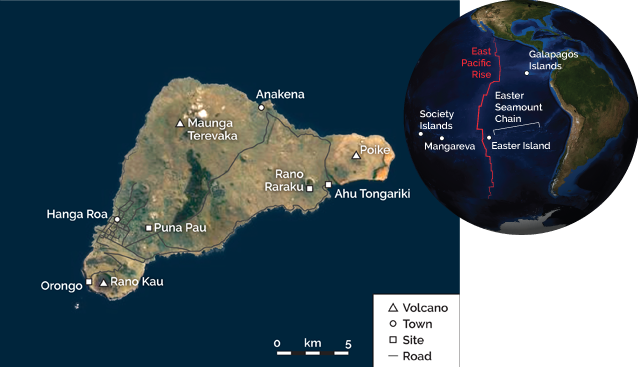 Anakena
Maunga
Terevaka
Poike
Rano
Raraku
Ahu Tongariki
Hanga Roa
Puna Pau
Orongo
Rano Kau
0 km 5
Volcano
Town
Site
Road
East
Pacific
Rise
Galapagos
Islands
Easter
Seamount
Chain
Society
Islands
Mangareva
Easter Island